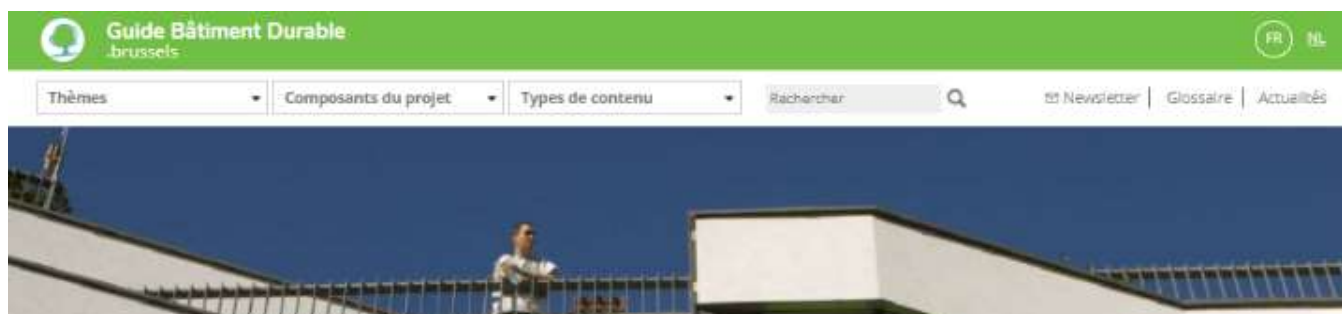 Guide Bâtiment Durable
.brussels
FR NL
Thèmes Composants du projet Types de contenu Rechercher Newsletter | Glossaire | Actualités